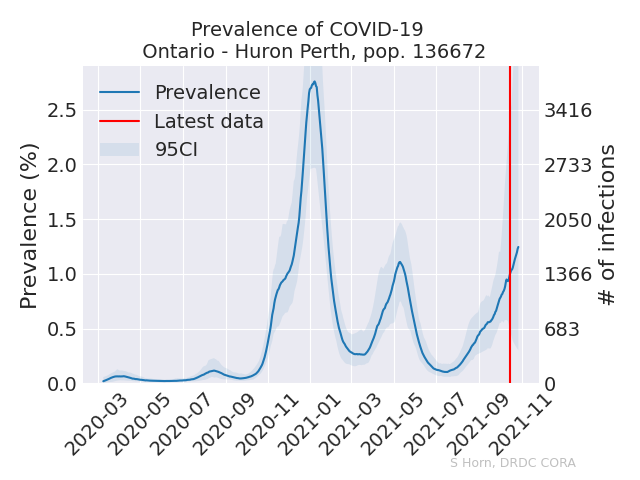 Prevalence of COVID-19
Ontario - Huron Perth, pop. 136672
Prevalence
Latest data
95CI
Prevalence (%)
2.5
2.0
1.5
1.0
0.5
0.0
3416
2733
2050
1366
683
0
# of infections
2020-03
2020-05
2020-07
2020-09
2020-11
2021-01
2021-03
2021-05
2021-07
2021-09
2021-11
S Horn, DRDC CORA